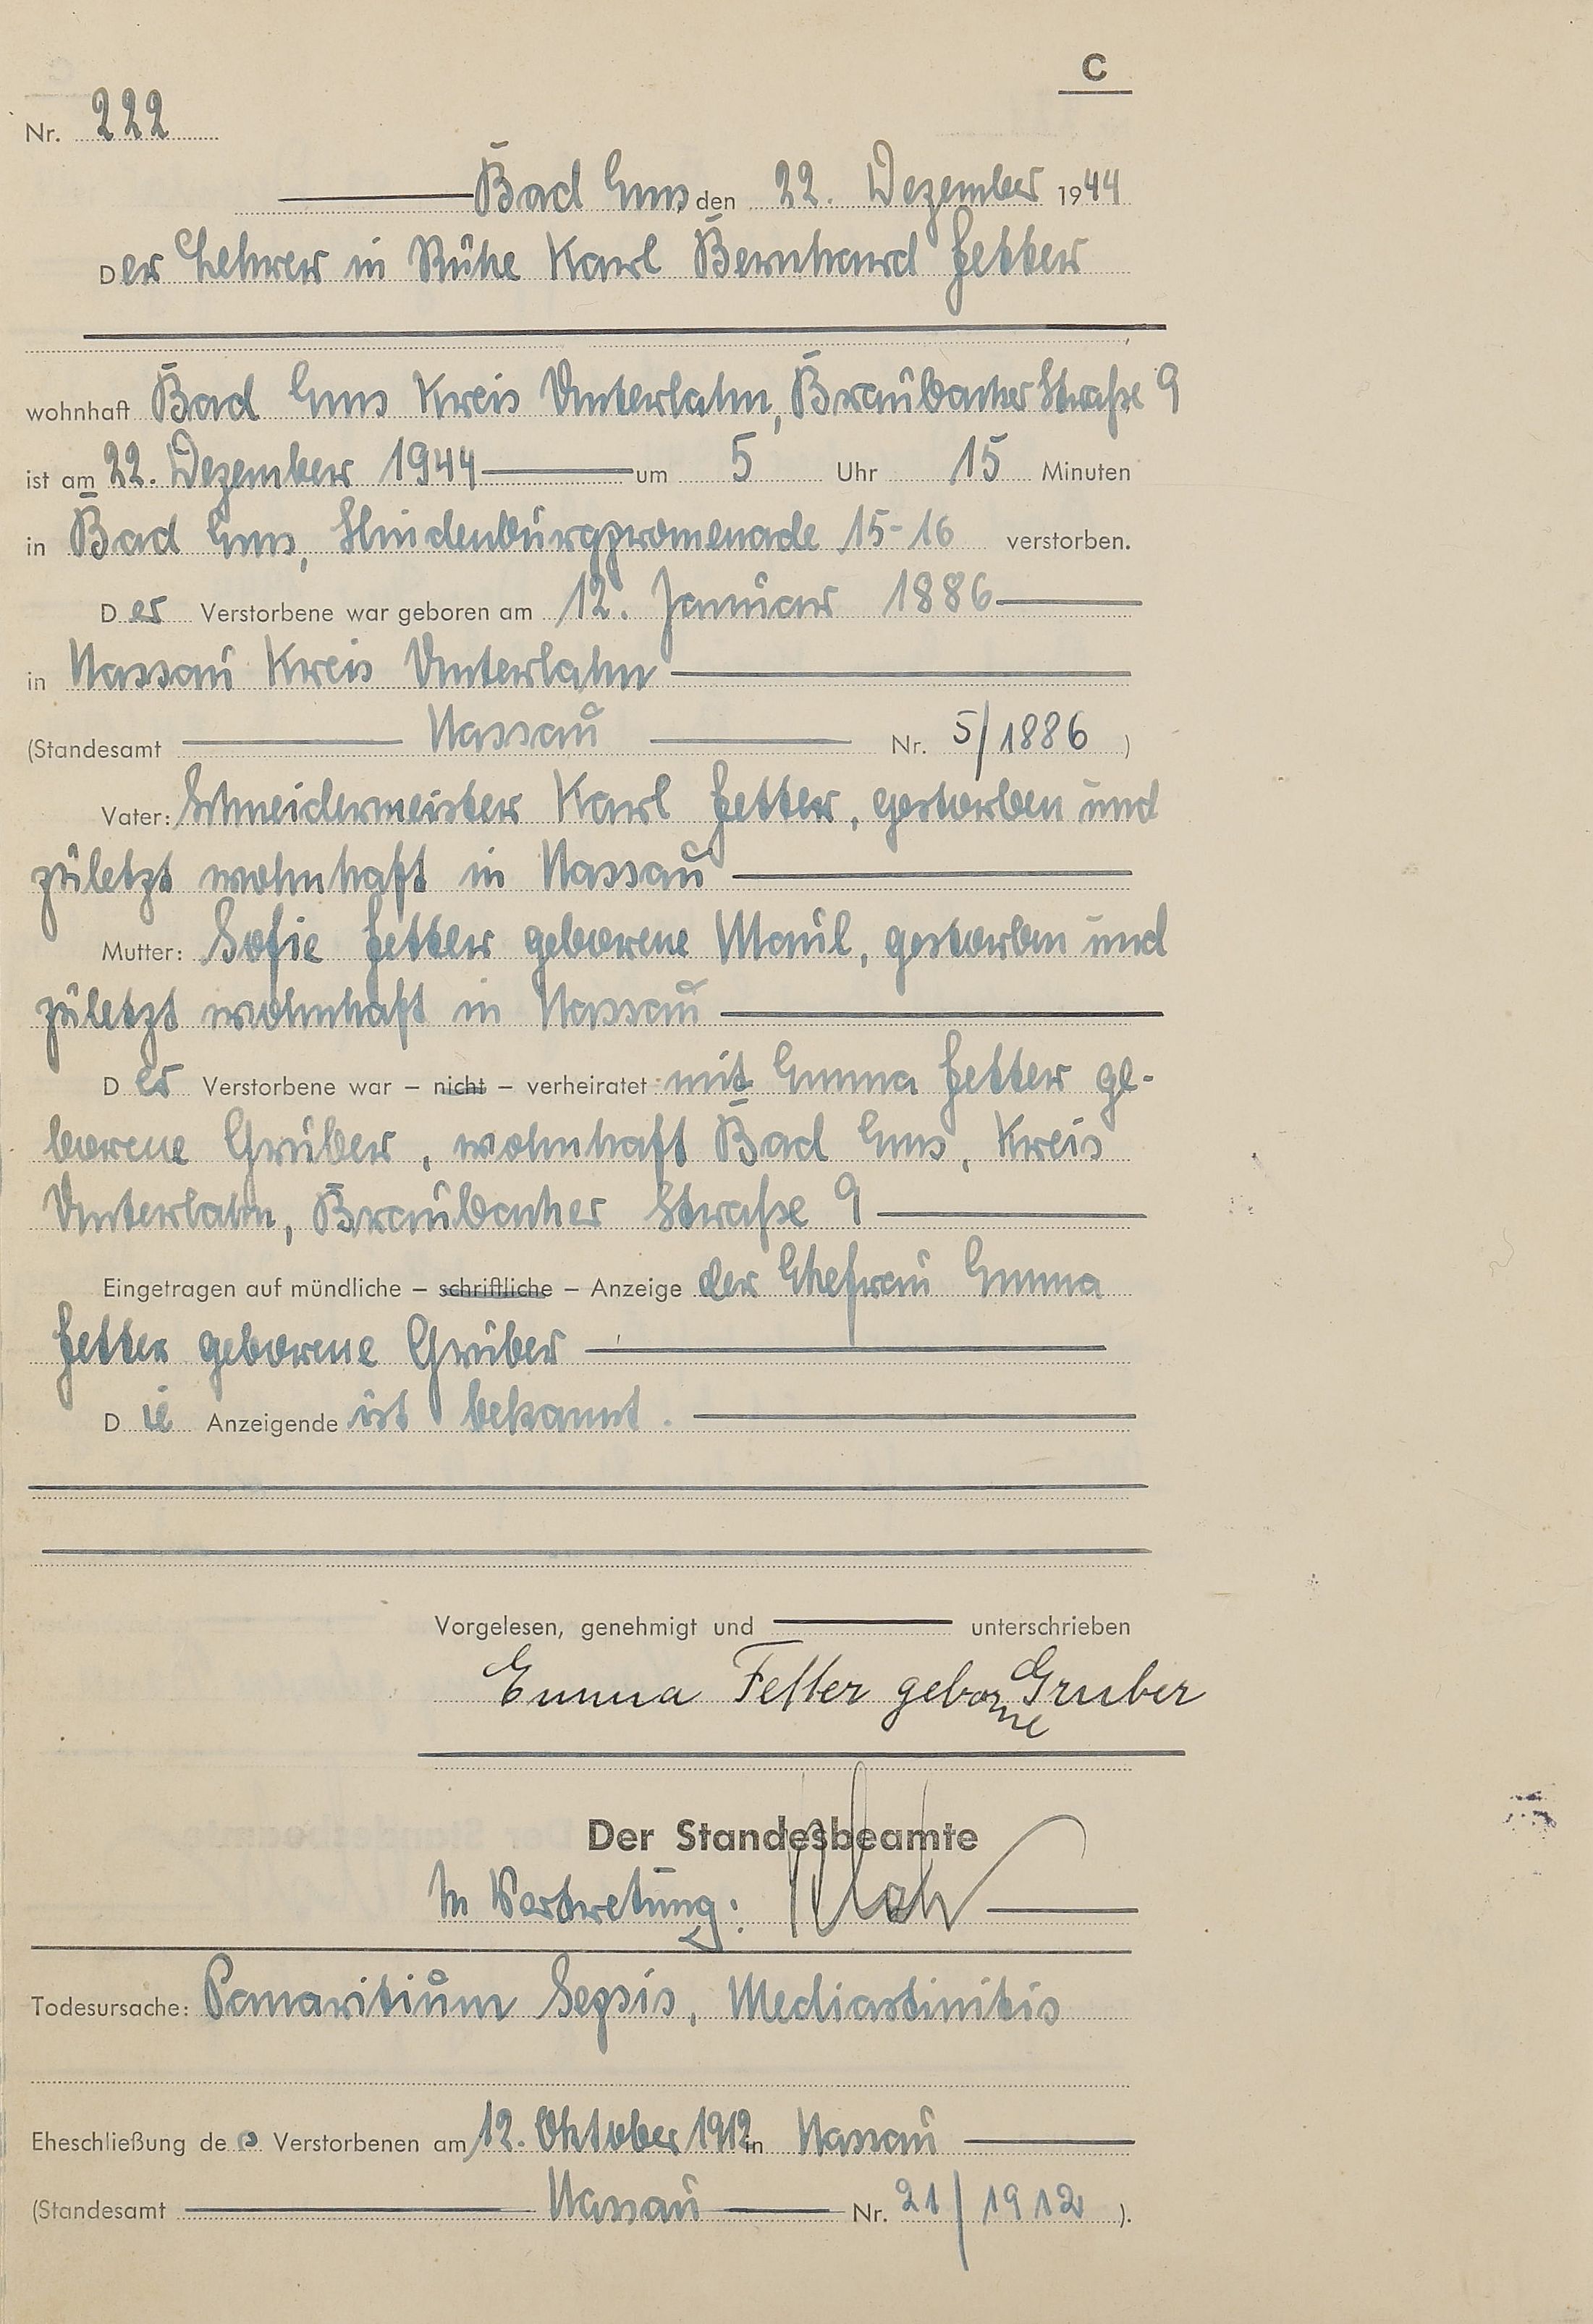 C
Nr. 222
Bad Ems den 22. Dezember 1944
Der Lehrer in Ruhe Karl Bernhard Fetter
wohnhaft Bad Ems Kreis Unterlahn, Braubacher Straße 9
ist am 22. Dezember 1944 um 5 Uhr 15 Minuten
in Bad Ems, Hindenburgpromenade 15-16 verstorben.
Der Verstorbene war geboren am 12. Januar 1886
in Nassau Kreis Unterlahn
(Standesamt Nassau Nr. 5/1886 )
Vater: Schneidermeister Karl Fetter, gestorben und
zuletzt wohnhaft in Nassau
Mutter: Sofie Fetter geborene Maul, gestorben und
zuletzt wohnhaft in Nassau
Der Verstorbene war – nicht – verheiratet mit Emma Fetter ge-
borene Gruber, wohnhaft Bad Ems, Kreis
Unterlahn, Braubacher Straße 9
Eingetragen auf mündliche – schriftliche – Anzeige der Ehefrau Emma
Fetter geborene Gruber
Die Anzeigende ist bekannt.
Vorgelesen, genehmigt und unterschrieben
Emma Fetter geborene Gruber
Der Standesbeamte
In Vertretung:
Todesursache: Panaritium Sepsis, Mediastinitis
Eheschließung des Verstorbenen am 12. Oktober 1912 in Nassau
(Standesamt Nassau Nr. 21/1912 ).